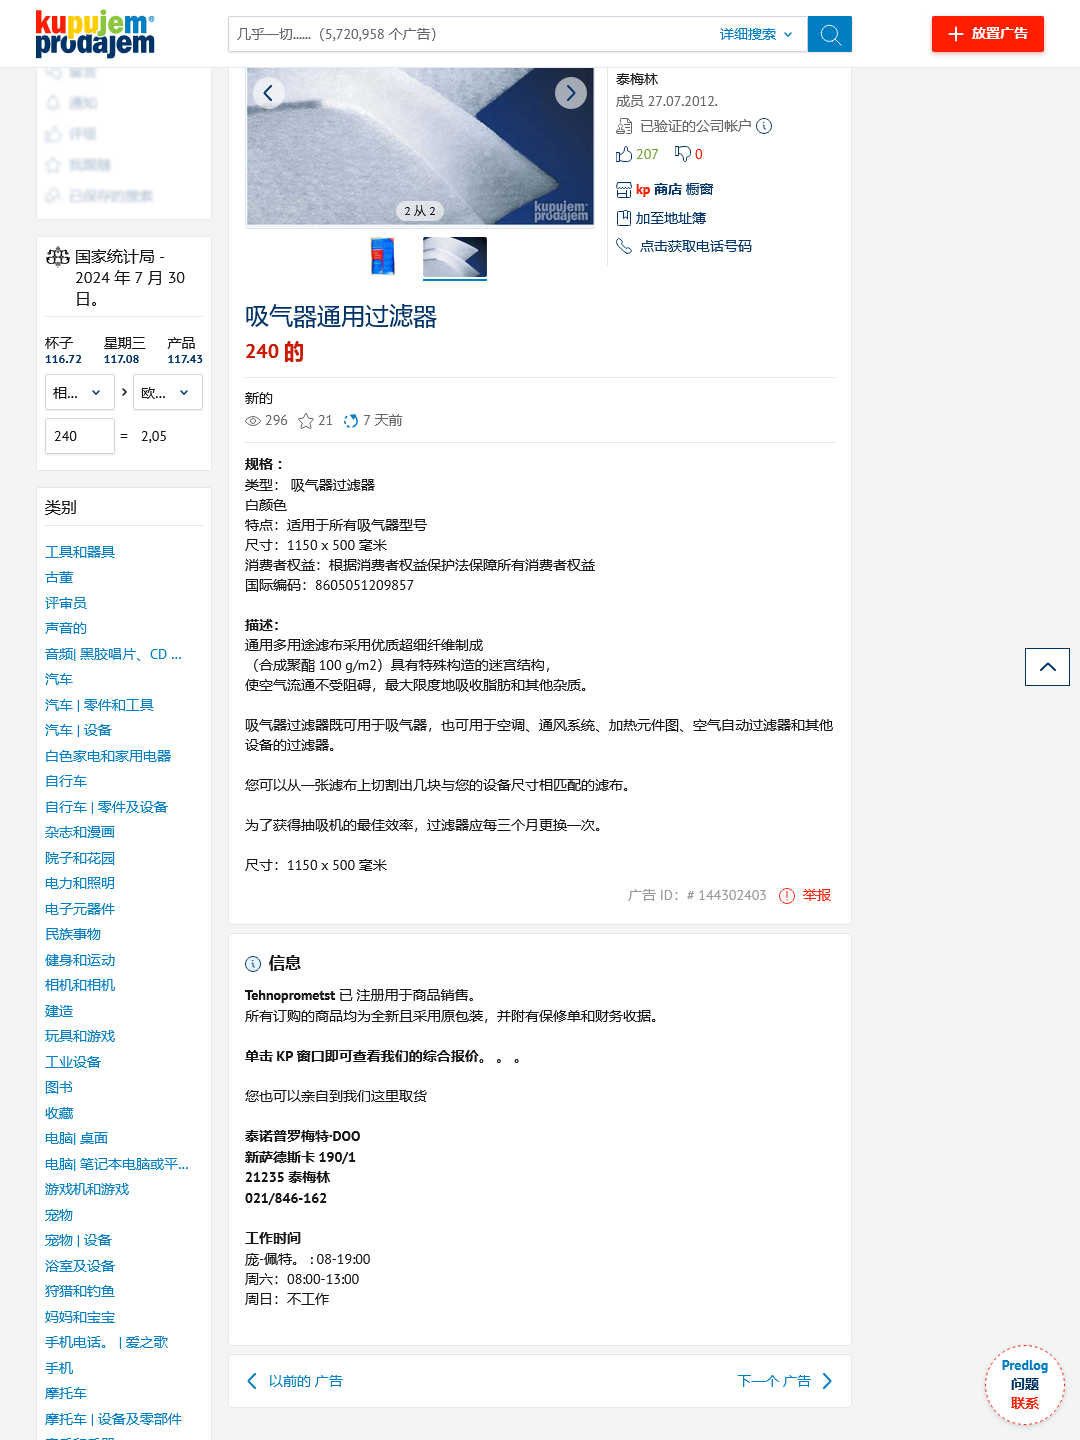 kupujem
prodajem
几乎一切......（5,720,958 个广告）
详细搜索
放置广告
留言
通知
评级
我跟随
已保存的搜索
国家统计局 -
2024 年 7 月 30
日。
杯子 星期三 产品
116.72 117.08 117.43
相... 欧...
240 = 2,05
类别
工具和器具
古董
评审员
声音的
音频| 黑胶唱片、CD ...
汽车
汽车 | 零件和工具
汽车 | 设备
白色家电和家用电器
自行车
自行车 | 零件及设备
杂志和漫画
院子和花园
电力和照明
电子元器件
民族事物
健身和运动
相机和相机
建造
玩具和游戏
工业设备
图书
收藏
电脑| 桌面
电脑| 笔记本电脑或平...
游戏机和游戏
宠物
宠物 | 设备
浴室及设备
狩猎和钓鱼
妈妈和宝宝
手机电话。 | 爱之歌
手机
摩托车
摩托车 | 设备及零部件
kupujem
prodajem
2 从 2
泰梅林
成员 27.07.2012.
已验证的公司帐户
207 0
kp 商店 橱窗
加至地址簿
点击获取电话号码
吸气器通用过滤器
240 的
新的
296 21 7 天前
规格：
类型： 吸气器过滤器
白颜色
特点：适用于所有吸气器型号
尺寸：1150 x 500 毫米
消费者权益：根据消费者权益保护法保障所有消费者权益
国际编码：8605051209857
描述：
通用多用途滤布采用优质超细纤维制成
（合成聚酯 100 g/m2）具有特殊构造的迷宫结构，
使空气流通不受阻碍，最大限度地吸收脂肪和其他杂质。
吸气器过滤器既可用于吸气器，也可用于空调、通风系统、加热元件图、空气自动过滤器和其他
设备的过滤器。
您可以从一张滤布上切割出几块与您的设备尺寸相匹配的滤布。
为了获得抽吸机的最佳效率，过滤器应每三个月更换一次。
尺寸：1150 x 500 毫米
广告 ID：# 144302403 举报
信息
Tehnoprometst 已 注册用于商品销售。
所有订购的商品均为全新且采用原包装，并附有保修单和财务收据。
单击 KP 窗口即可查看我们的综合报价。 。 。
您也可以亲自到我们这里取货
泰诺普罗梅特·DOO
新萨德斯卡 190/1
21235 泰梅林
021/846-162
工作时间
庞-佩特。 : 08-19:00
周六：08:00-13:00
周日：不工作
以前的 广告
下一个 广告
Predlog
问题
联系